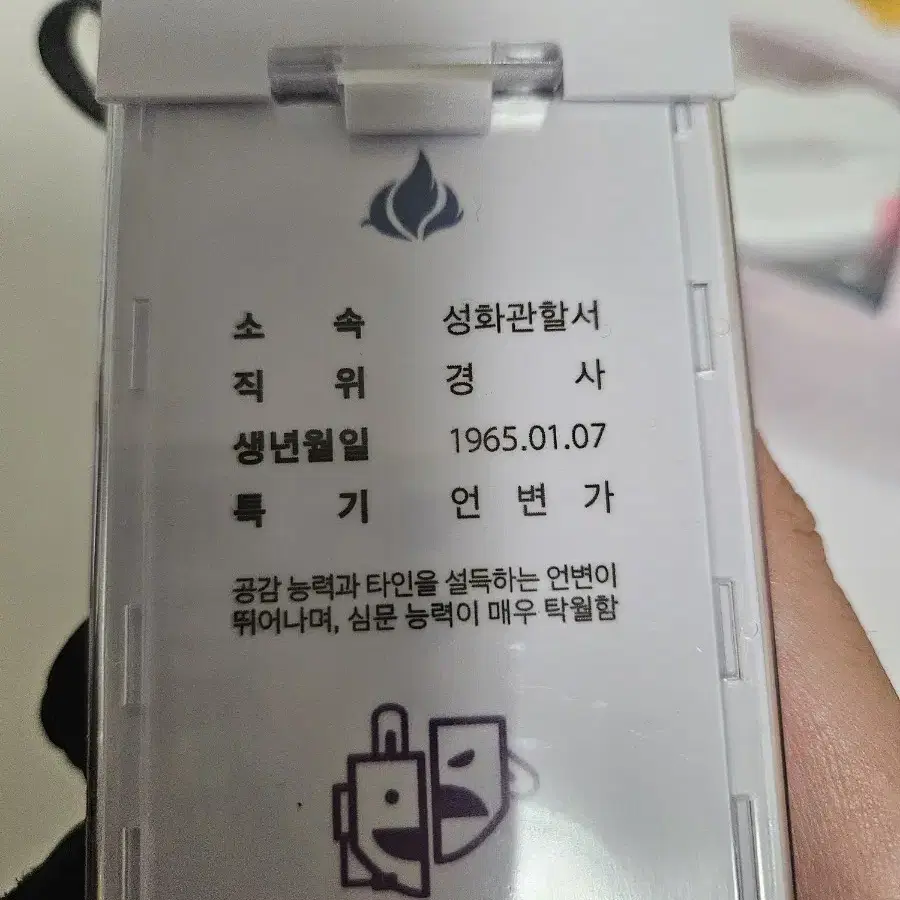 소 속 성화관할서
직 위 경 사
생년월일 1965.01.07
특 기 언 변 가
공감 능력과 타인을 설득하는 언변이
뛰어나며, 심문 능력이 매우 탁월함